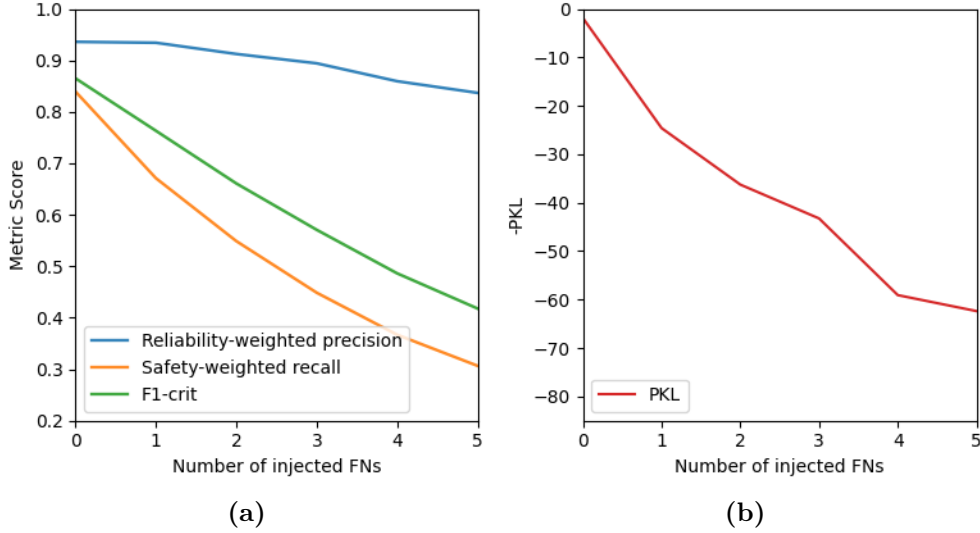 1.0
0.9
0.8
0.7
0.6
0.5
0.4
0.3
0.2
Metric Score
Reliability-weighted precision
Safety-weighted recall
F1-crit
0 1 2 3 4 5
Number of injected FNs
(a)
0
−10
−20
−30
−40
−50
−60
−70
−80
-PKL
PKL
0 1 2 3 4 5
Number of injected FNs
(b)